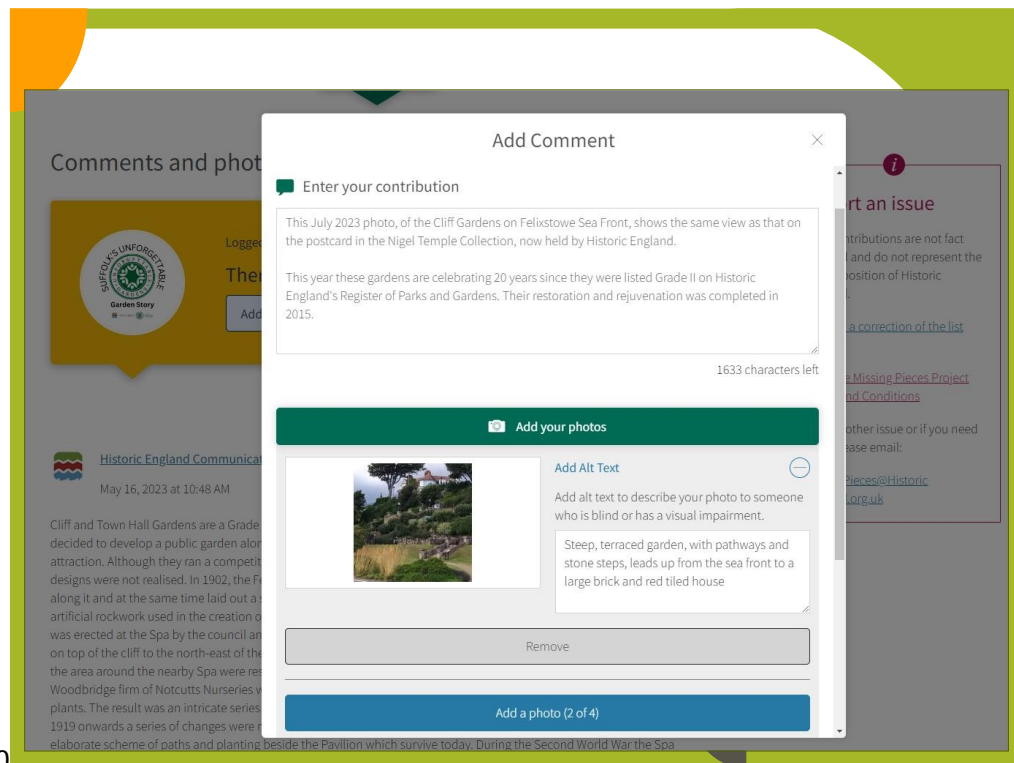 Add Comment
Enter your contribution
This July 2023 photo, of the Cliff Gardens on Felixstowe Sea Front, shows the same view as that on
the postcard in the Nigel Temple Collection, now held by Historic England.
This year these gardens are celebrating 20 years since they were listed Grade II on Historic
England's Register of Parks and Gardens. Their restoration and rejuvenation was completed in
2015.
1633 characters left
Add your photos
Add Alt Text
Add alt text to describe your photo to someone
who is blind or has a visual impairment.
Steep, terraced garden, with pathways and
stone steps, leads up from the sea front to a
large brick and red tiled house
Remove
Add a photo (2 of 4)
Comments and phot
SUFFOLK'S UNFORGETTABLE
Garden Story
Logged
Ther
Add
Historic England Communicat
May 16, 2023 at 10:48 AM
Cliff and Town Hall Gardens are a Grade
decided to develop a public garden alon
attraction. Although they ran a competit
designs were not realised. In 1902, the Fe
along it and at the same time laid out a s
artificial rockwork used in the creation o
was erected at the Spa by the council an
on top of the cliff to the north-east of the
the area around the nearby Spa were res
Woodbridge firm of Notcutts Nurseries w
plants. The result was an intricate series
1919 onwards a series of changes were r
elaborate scheme of paths and planting beside the Pavilion which survive today. During the Second World War the Spa
i
rt an issue
ntributions are not fact
and do not represent the
position of Historic
a correction of the list
e Missing Pieces Project
nd Conditions
other issue or if you need
ease email:
Pieces@Historic
.org.uk